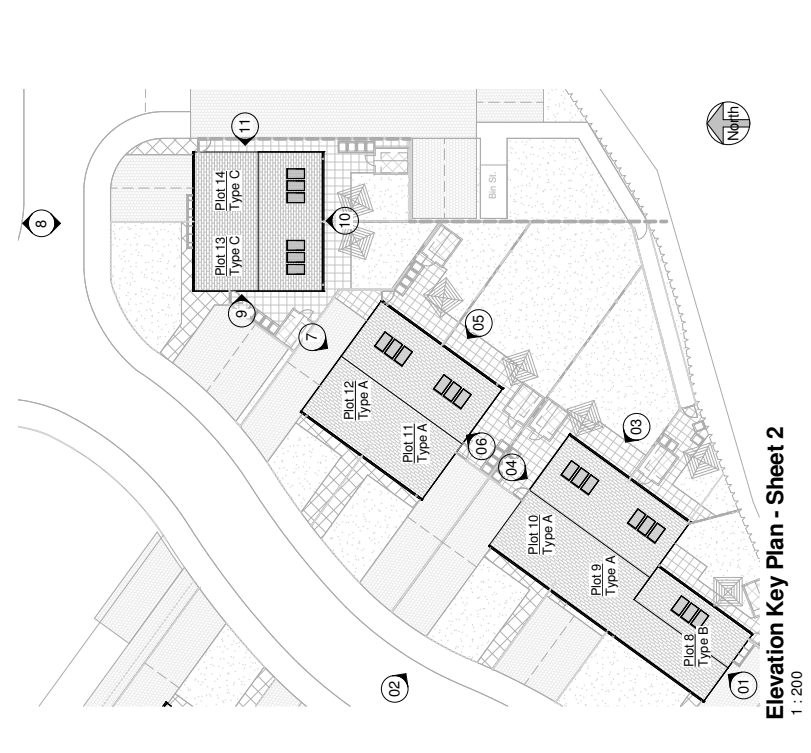 8
11
Plot 14
Type C
Plot 13
Type C
10
9
7
Bin St.
North
05
Plot 12
Type A
Plot 11
Type A
06
04
03
Plot 10
Type A
Plot 9
Type A
Plot 8
Type B
02
01
Elevation Key Plan - Sheet 2
1 : 200